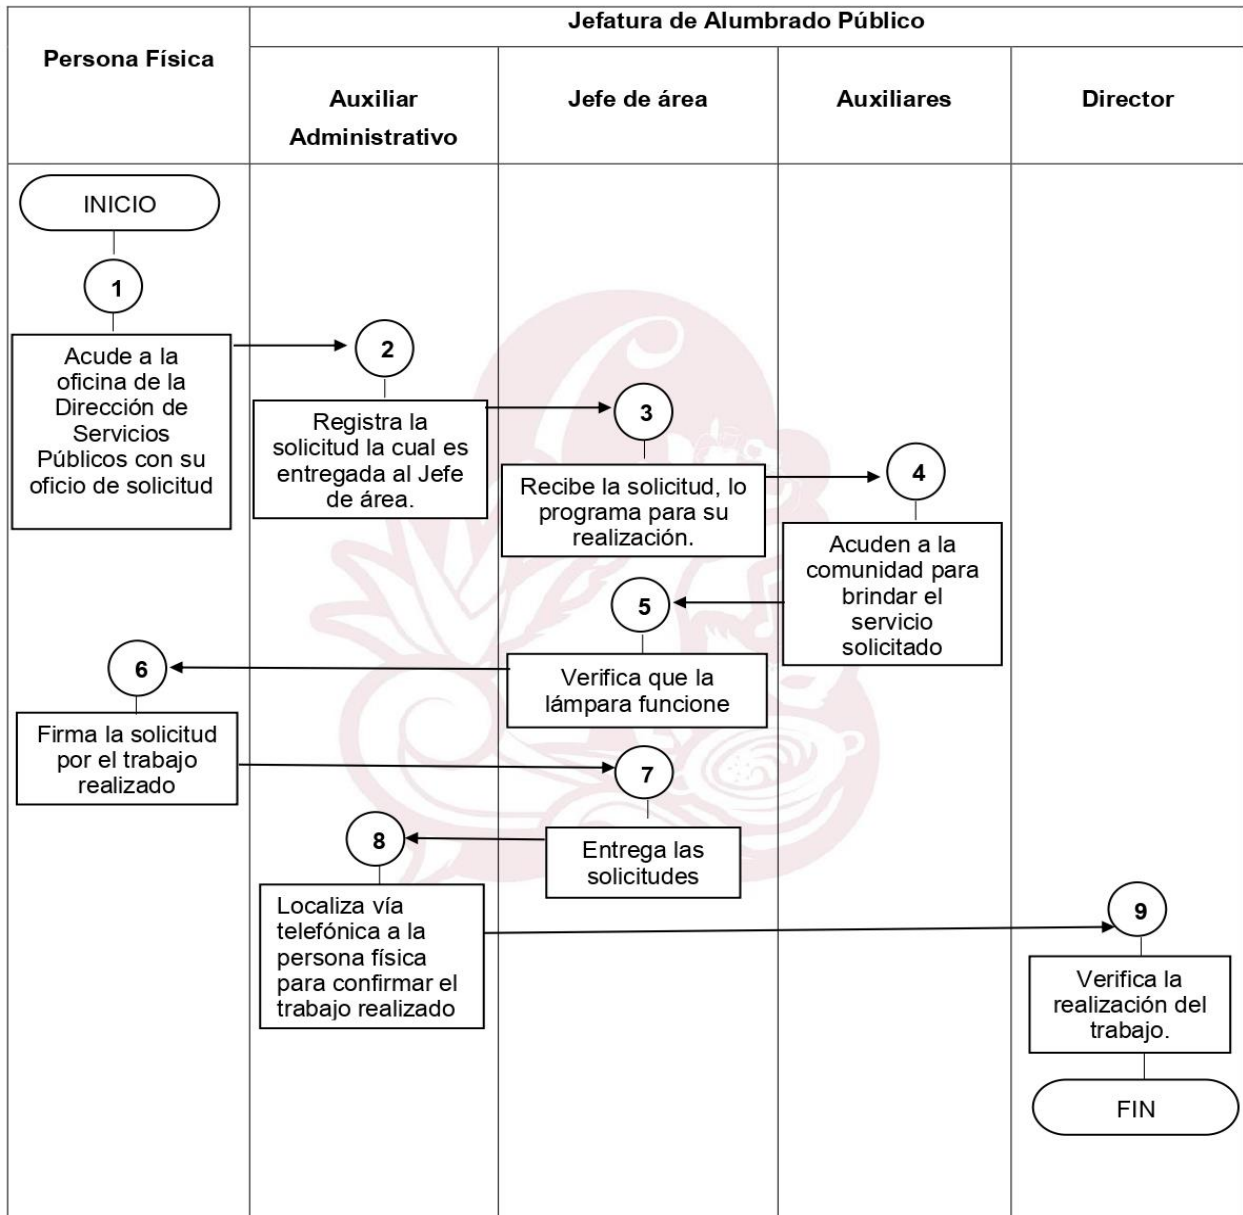 Jefatura de Alumbrado Público
Persona Física
Auxiliar
Administrativo
Jefe de área
Auxiliares
Director
INICIO
1
Acude a la
oficina de la
Dirección de
Servicios
Públicos con su
oficio de solicitud
2
Registra la
solicitud la cual es
entregada al Jefe
de área.
3
Recibe la solicitud, lo
programa para su
realización.
4
Acuden a la
comunidad para
brindar el
servicio
solicitado
5
Verifica que la
lámpara funcione
6
Firma la solicitud
por el trabajo
realizado
7
Entrega las
solicitudes
8
Localiza vía
telefónica a la
persona física
para confirmar el
trabajo realizado
9
Verifica la
realización del
trabajo.
FIN